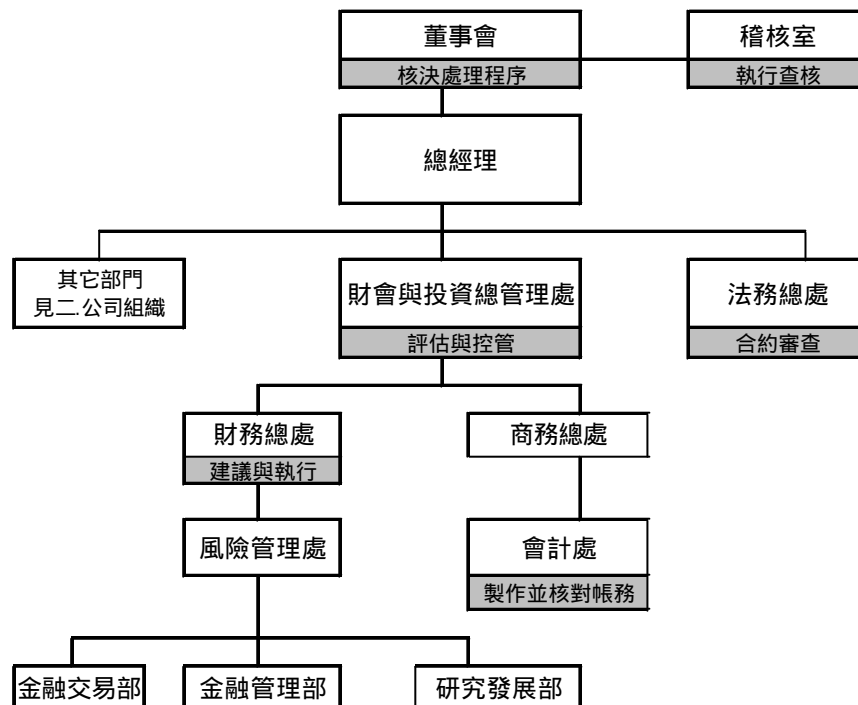 董事會
核決處理程序
稽核室
執行查核
總經理
其它部門
見二.公司組織
財會與投資總管理處
評估與控管
法務總處
合約審查
財務總處
建議與執行
商務總處
風險管理處
會計處
製作並核對帳務
金融交易部
金融管理部
研究發展部